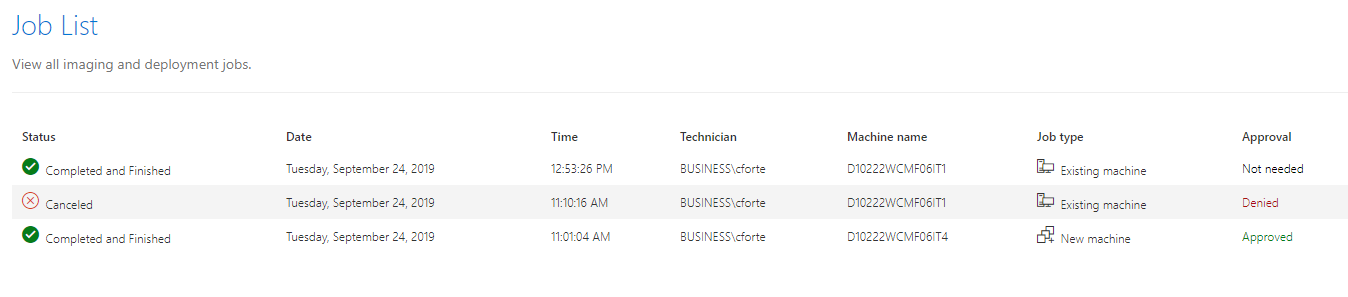 Job List
View all imaging and deployment jobs.
Status Date Time Technician Machine name Job type Approval
Completed and Finished Tuesday, September 24, 2019 12:53:26 PM BUSINESS\cforte D10222WCMF06IT1 Existing machine Not needed
Canceled Tuesday, September 24, 2019 11:10:16 AM BUSINESS\cforte D10222WCMF06IT1 Existing machine Denied
Completed and Finished Tuesday, September 24, 2019 11:01:04 AM BUSINESS\cforte D10222WCMF06IT4 New machine Approved